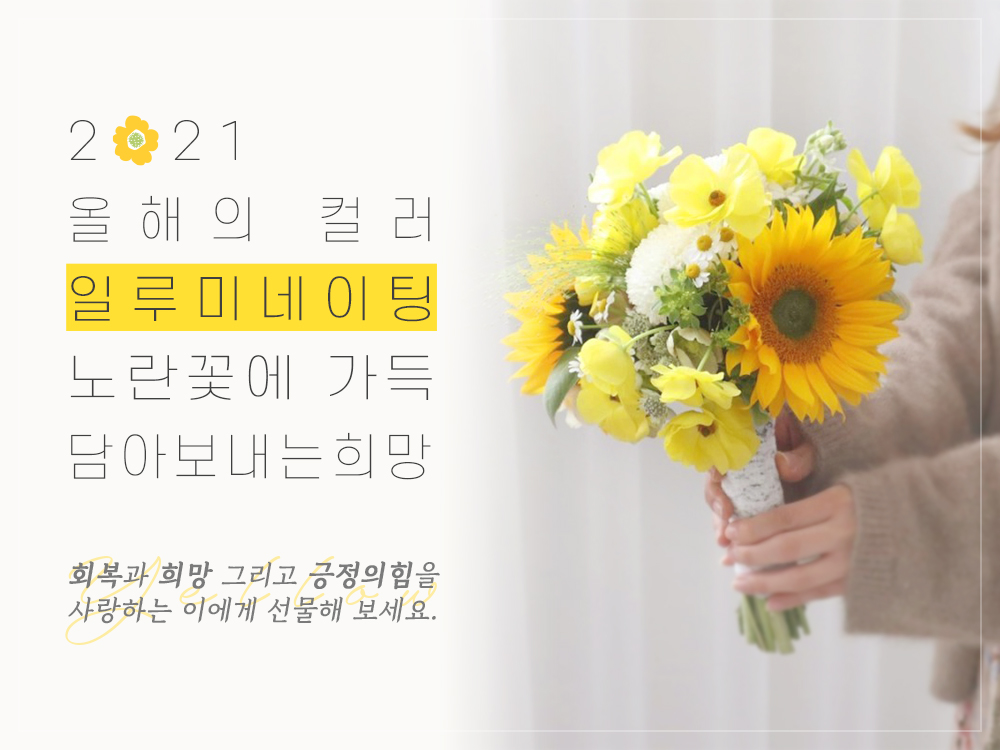 2021
올해의 컬러
일루미네이팅
노란꽃에 가득
담아보내는희망
Yellow
회복과 희망 그리고 긍정의힘을
사랑하는 이에게 선물해 보세요.